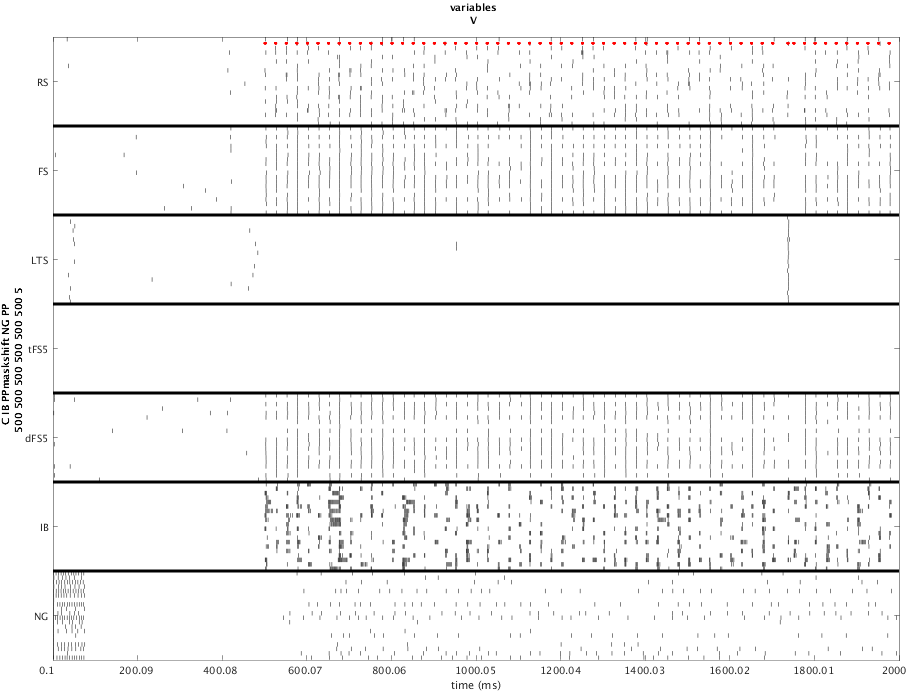 variables
V
RS
FS
LTS
tFS5
dFS5
IB
NG
C IB PPmaskshift NG PP
500 500 500 500 500 500 5
0.1 200.09 400.08 600.07 800.06 1000.05 1200.04 1400.03 1600.02 1800.01 2000
time (ms)